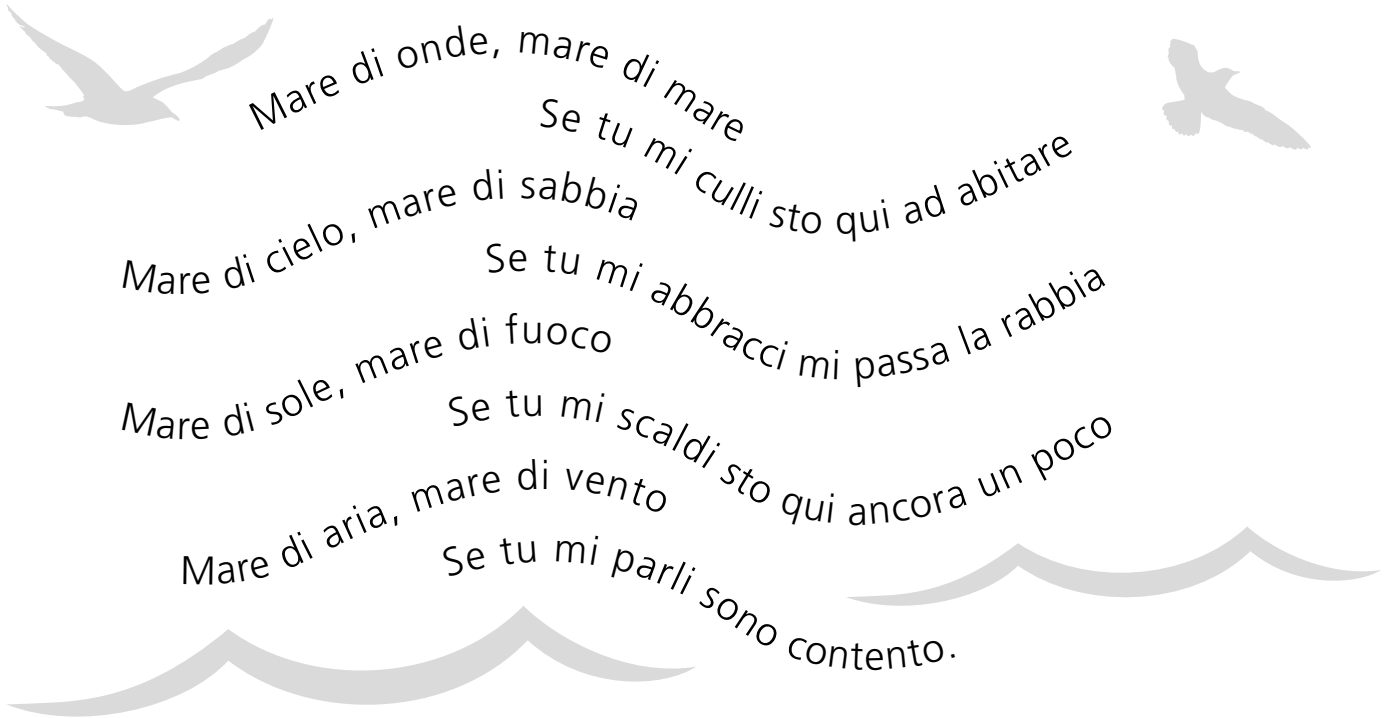 Mare di onde, mare di mare
Se tu mi culli sto qui ad abitare
Mare di cielo, mare di sabbia
Se tu mi abbracci mi passa la rabbia
Mare di sole, mare di fuoco
Se tu mi scaldi sto qui ancora un poco
Mare di aria, mare di vento
Se tu mi parli sono contento.